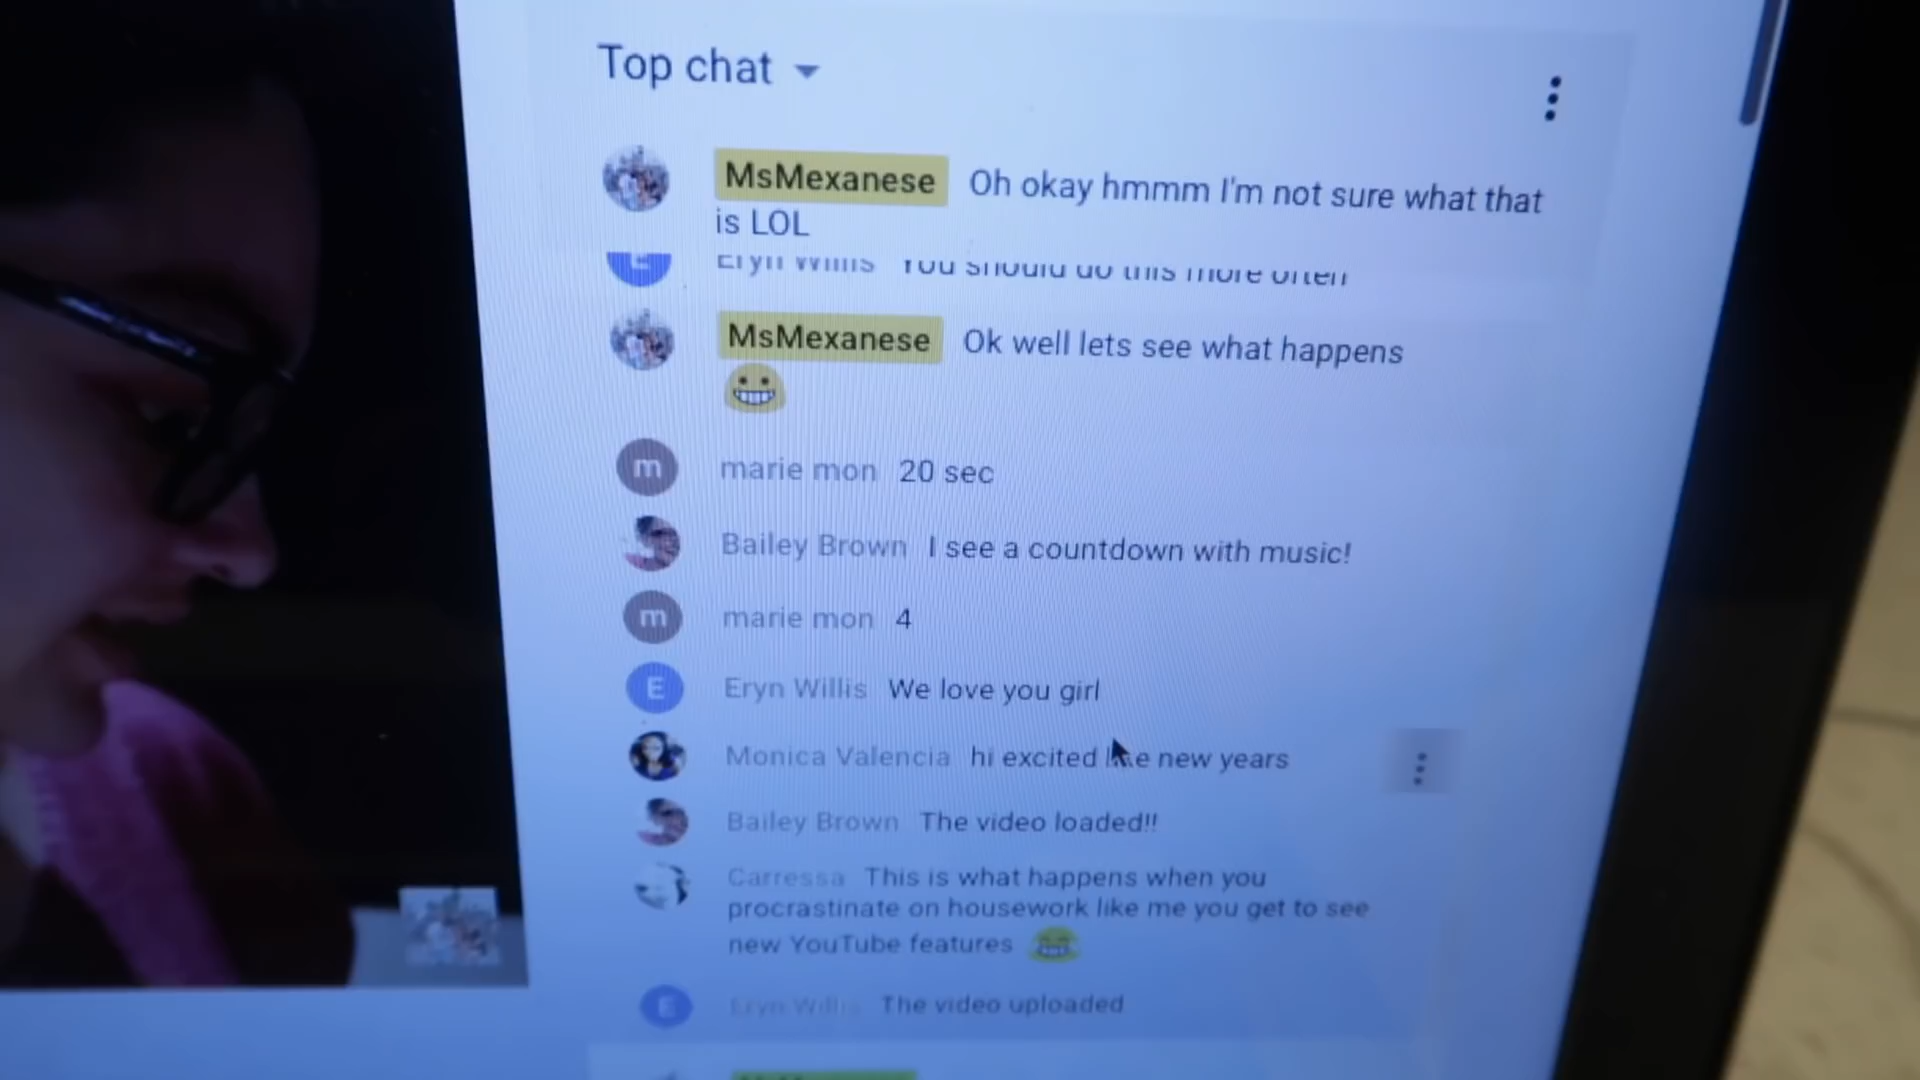 Top chat
MsMexanese Oh okay hmmm I'm not sure what that
is LOL
Eryn Willis You should do this more often
MsMexanese Ok well lets see what happens
m marie mon 20 sec
Bailey Brown I see a countdown with music!
m marie mon 4
E Eryn Willis We love you girl
Monica Valencia hi excited like new years
Bailey Brown The video loaded!!
Carressa This is what happens when you
procrastinate on housework like me you get to see
new YouTube features
E Eryn Willis The video uploaded